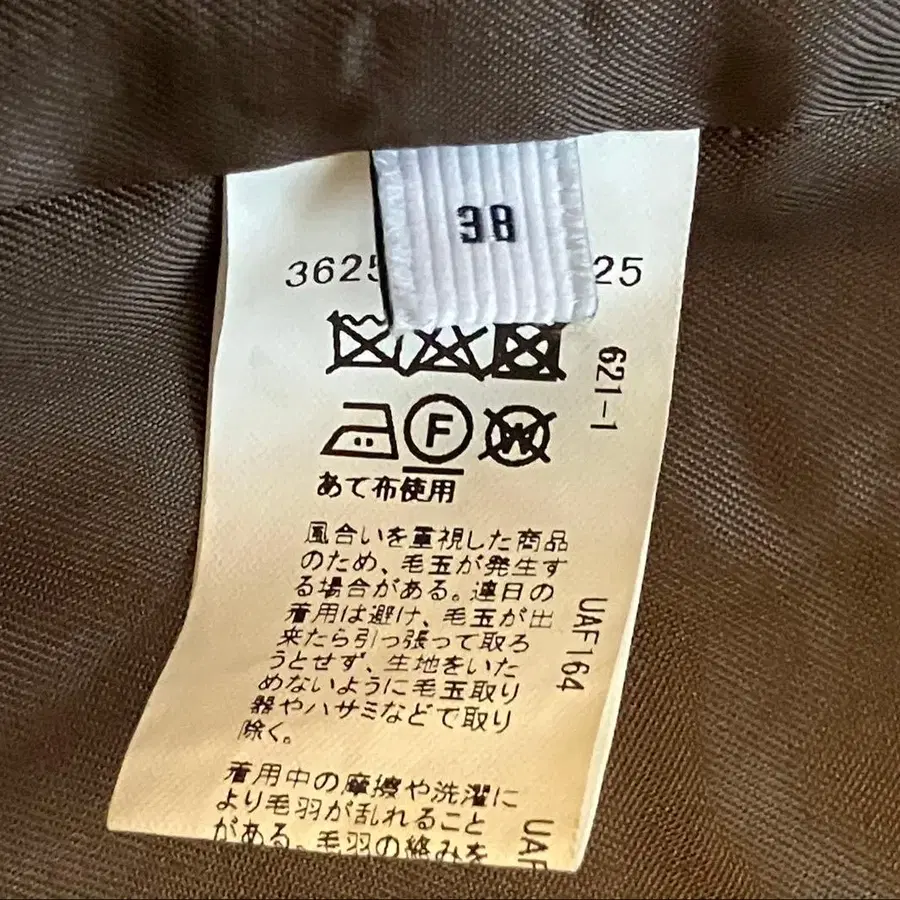 38
3625
25
621-1
F
W
あて布使用
風合いを重視した商品
のため、毛玉が発生す
る場合がある。連日の
着用は避け、毛玉が出
来たら引っ張って取ろ
うとせず、生地をいた
めないように毛玉取り
器やハサミなどで取り
除く。
UAF164
着用中の摩擦や洗濯に
より毛羽が乱れること
がある。毛羽の絡みを
UAF